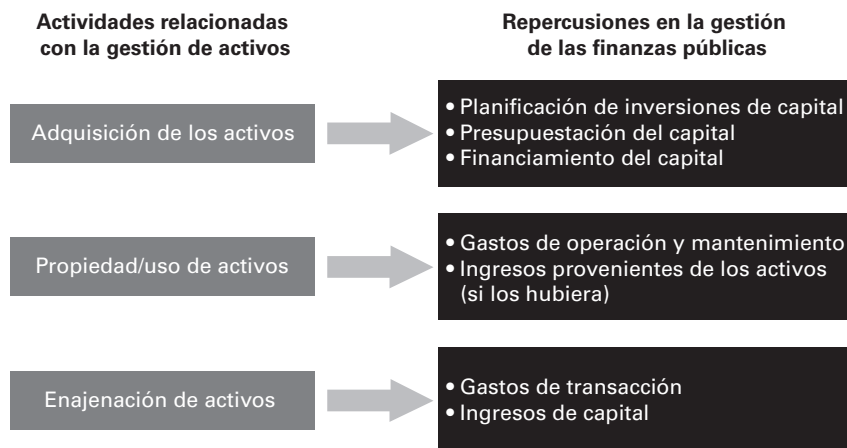 Actividades relacionadas
con la gestión de activos
Repercusiones en la gestión
de las finanzas públicas
Adquisición de los activos
• Planificación de inversiones de capital
• Presupuestación del capital
• Financiamiento del capital
Propiedad/uso de activos
• Gastos de operación y mantenimiento
• Ingresos provenientes de los activos
(si los hubiera)
Enajenación de activos
• Gastos de transacción
• Ingresos de capital